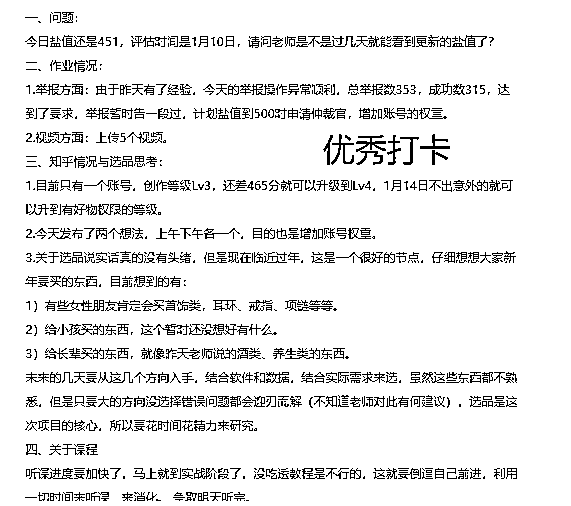 一、问题：
今日盐值还是451，评估时间是1月10日，请问老师是不是过几天就能看到更新的盐值了？
二、作业情况：
1.举报方面：由于昨天有了经验，今天的举报操作异常顺利，总举报数353，成功数315，达
到了要求，举报暂时告一段过，计划盐值到500时申请仲裁官，增加账号的权重。
2.视频方面：上传5个视频。
优秀打卡
三、知乎情况与选品思考：
1.目前只有一个账号，创作等级Lv3，还差465分就可以升级到Lv4，1月14日不出意外的就可
以升到有好物权限的等级。
2.今天发布了两个想法，上午下午各一个，目的也是增加账号权重。
3.关于选品说实话真的没有头绪，但是现在临近过年，这是一个很好的节点，仔细想想大家新
年要买的东西，目前想到的有：
1）有些女性朋友肯定会买首饰类，耳环、戒指、项链等等。
2）给小孩买的东西，这个暂时还没想好有什么。
3）给长辈买的东西，就像昨天老师说的酒类、养生类的东西。
未来的几天要从这几个方向入手，结合软件和数据，结合实际需求来选，虽然这些东西都不熟
悉，但是只要大的方向没选择错误问题都会迎刃而解（不知道老师对此有何建议），选品是这
次项目的核心，所以要花时间花精力来研究。
四、关于课程
听课进度要加快了，马上就到实战阶段了，没吃透教程是不行的，这就要倒逼自己前进，利用
一切时间来听课，来消化，争取明天听完。